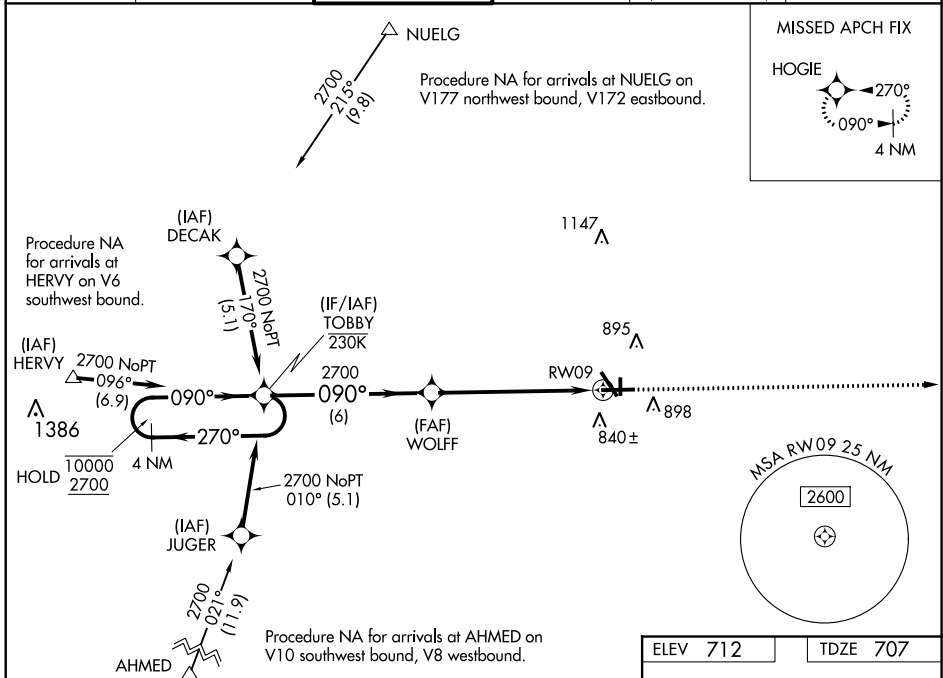 NUELG
2700
215°
(9.8)
Procedure NA for arrivals at NUELG on
V177 northwest bound, V172 eastbound.
MISSED APCH FIX
HOGIE
270°
090°
4 NM
(IAF)
DECAK
2700 NoPT
170°
(5.1)
Procedure NA
for arrivals at
HERVY on V6
southwest bound.
(IF/IAF)
TOBBY
230K
1147
895
(IAF)
HERVY
2700 NoPT
096°
(6.9)
090°
2700
090°
(6)
RW09
(FAF)
WOLFF
898
840 ±
1386
270°
HOLD
10000
2700
4 NM
2700 NoPT
010° (5.1)
(IAF)
JUGER
MSA RW09 25 NM
2600
2700
021°
(11.9)
AHMED
Procedure NA for arrivals at AHMED on
V10 southwest bound, V8 westbound.
ELEV 712
TDZE 707